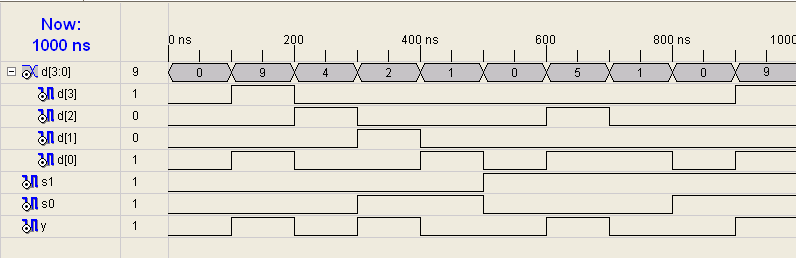 Now:
1000 ns
0 ns 200 400 ns 600 800 ns 1000
d[3:0] 9 0 9 4 2 1 0 5 1 0 9
d[3] 1
d[2] 0
d[1] 0
d[0] 1
s1 1
s0 1
y 1